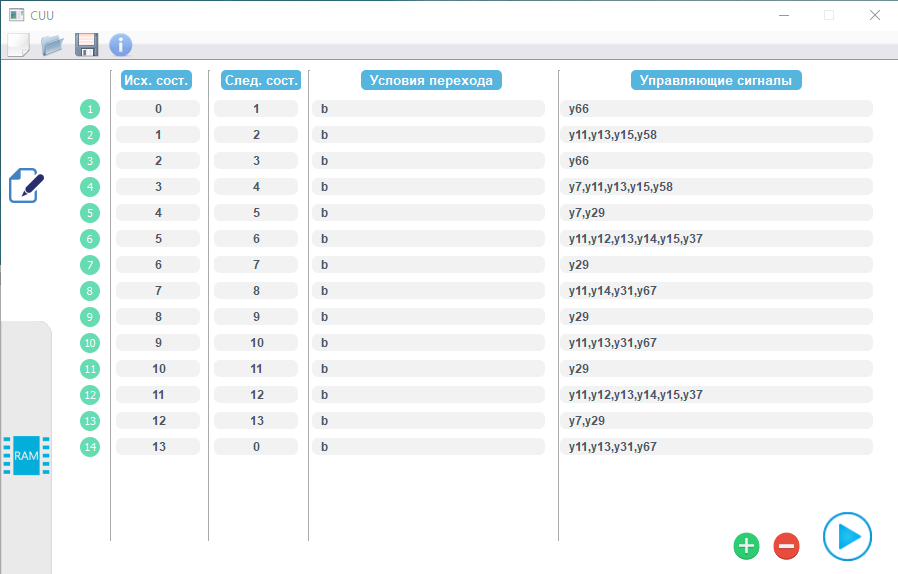 CUU
Исх. сост. След. сост. Условия перехода Управляющие сигналы
1 0 1 b y66
2 1 2 b y11,y13,y15,y58
3 2 3 b y66
4 3 4 b y7,y11,y13,y15,y58
5 4 5 b y7,y29
6 5 6 b y11,y12,y13,y14,y15,y37
7 6 7 b y29
8 7 8 b y11,y14,y31,y67
9 8 9 b y29
10 9 10 b y11,y13,y31,y67
11 10 11 b y29
12 11 12 b y11,y12,y13,y14,y15,y37
13 12 13 b y7,y29
14 13 0 b y11,y13,y31,y67
RAM